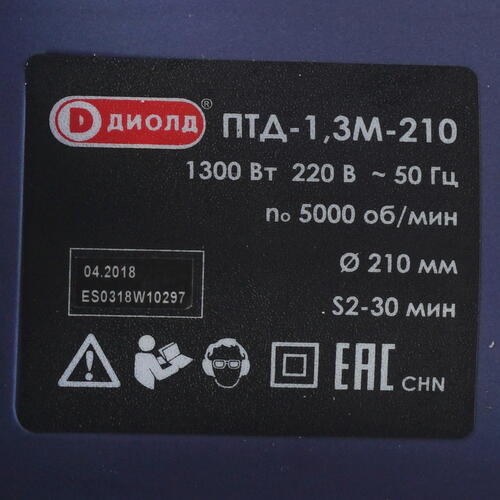 D ДИОЛД® ПТД-1,3М-210
1300 Вт 220 В ~ 50 Гц
no 5000 об/мин
Ø 210 мм
S2-30 мин
04.2018
ES0318W10297
EAC CHN